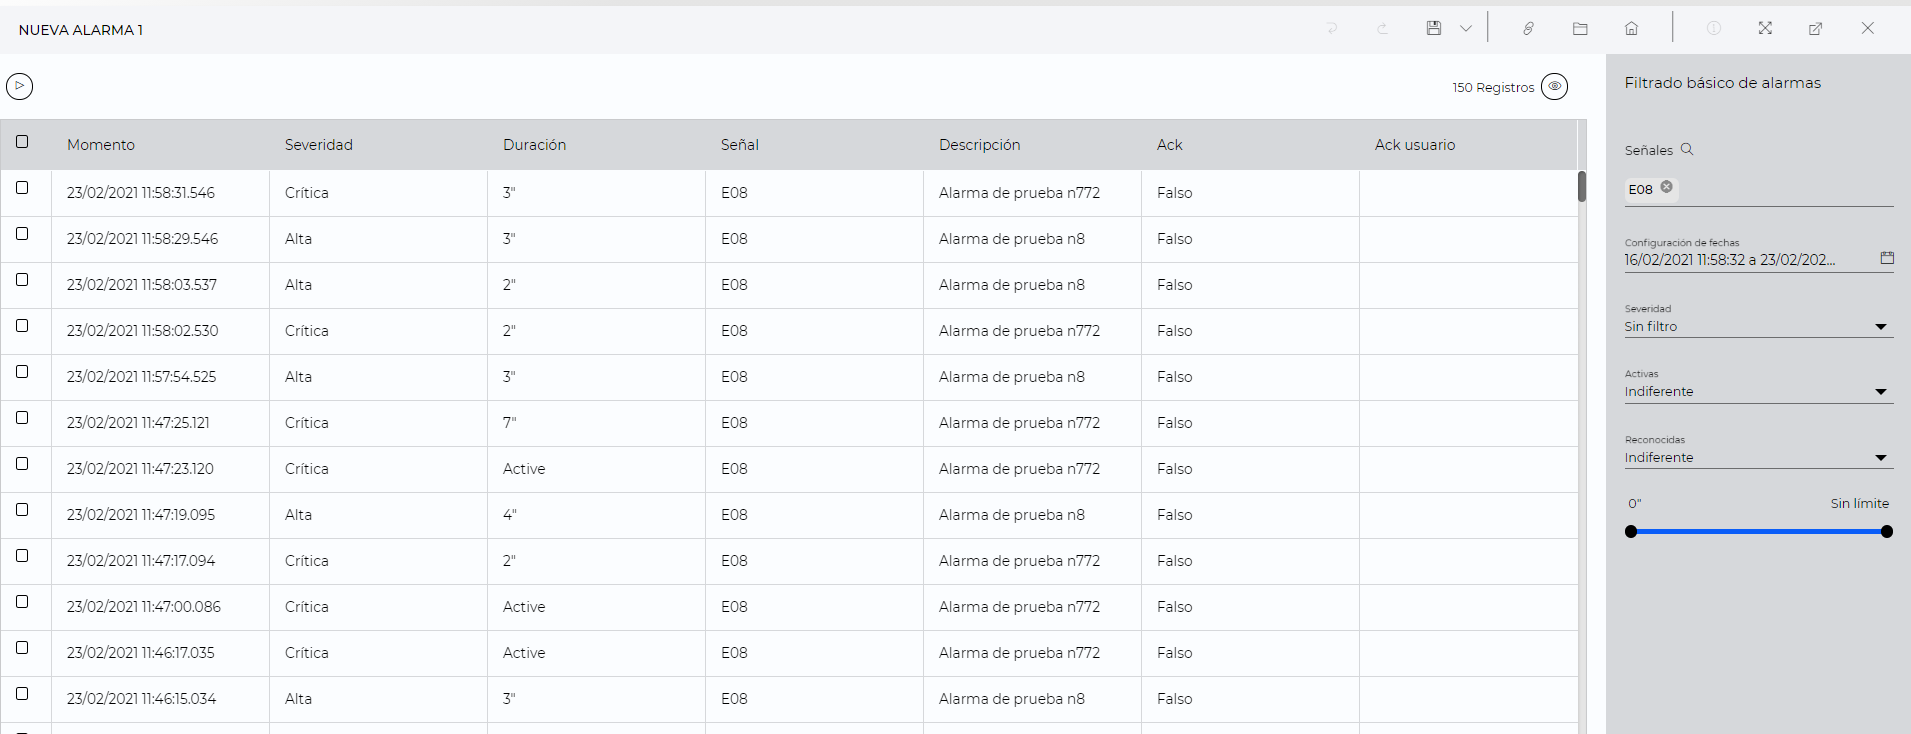 NUEVA ALARMA 1
150 Registros
Momento Severidad Duración Señal Descripción Ack Ack usuario
23/02/2021 11:58:31.546 Crítica 3" E08 Alarma de prueba n772 Falso
23/02/2021 11:58:29.546 Alta 3" E08 Alarma de prueba n8 Falso
23/02/2021 11:58:03.537 Alta 2" E08 Alarma de prueba n8 Falso
23/02/2021 11:58:02.530 Crítica 2" E08 Alarma de prueba n772 Falso
23/02/2021 11:57:54.525 Alta 3" E08 Alarma de prueba n8 Falso
23/02/2021 11:47:25.121 Crítica 7" E08 Alarma de prueba n772 Falso
23/02/2021 11:47:23.120 Crítica Active E08 Alarma de prueba n772 Falso
23/02/2021 11:47:19.095 Alta 4" E08 Alarma de prueba n8 Falso
23/02/2021 11:47:17.094 Crítica 2" E08 Alarma de prueba n772 Falso
23/02/2021 11:47:00.086 Crítica Active E08 Alarma de prueba n772 Falso
23/02/2021 11:46:17.035 Crítica Active E08 Alarma de prueba n772 Falso
23/02/2021 11:46:15.034 Alta 3" E08 Alarma de prueba n8 Falso
Filtrado básico de alarmas
Señales
E08
Configuración de fechas
16/02/2021 11:58:32 a 23/02/202...
Severidad
Sin filtro
Activas
Indiferente
Reconocidas
Indiferente
0" Sin límite